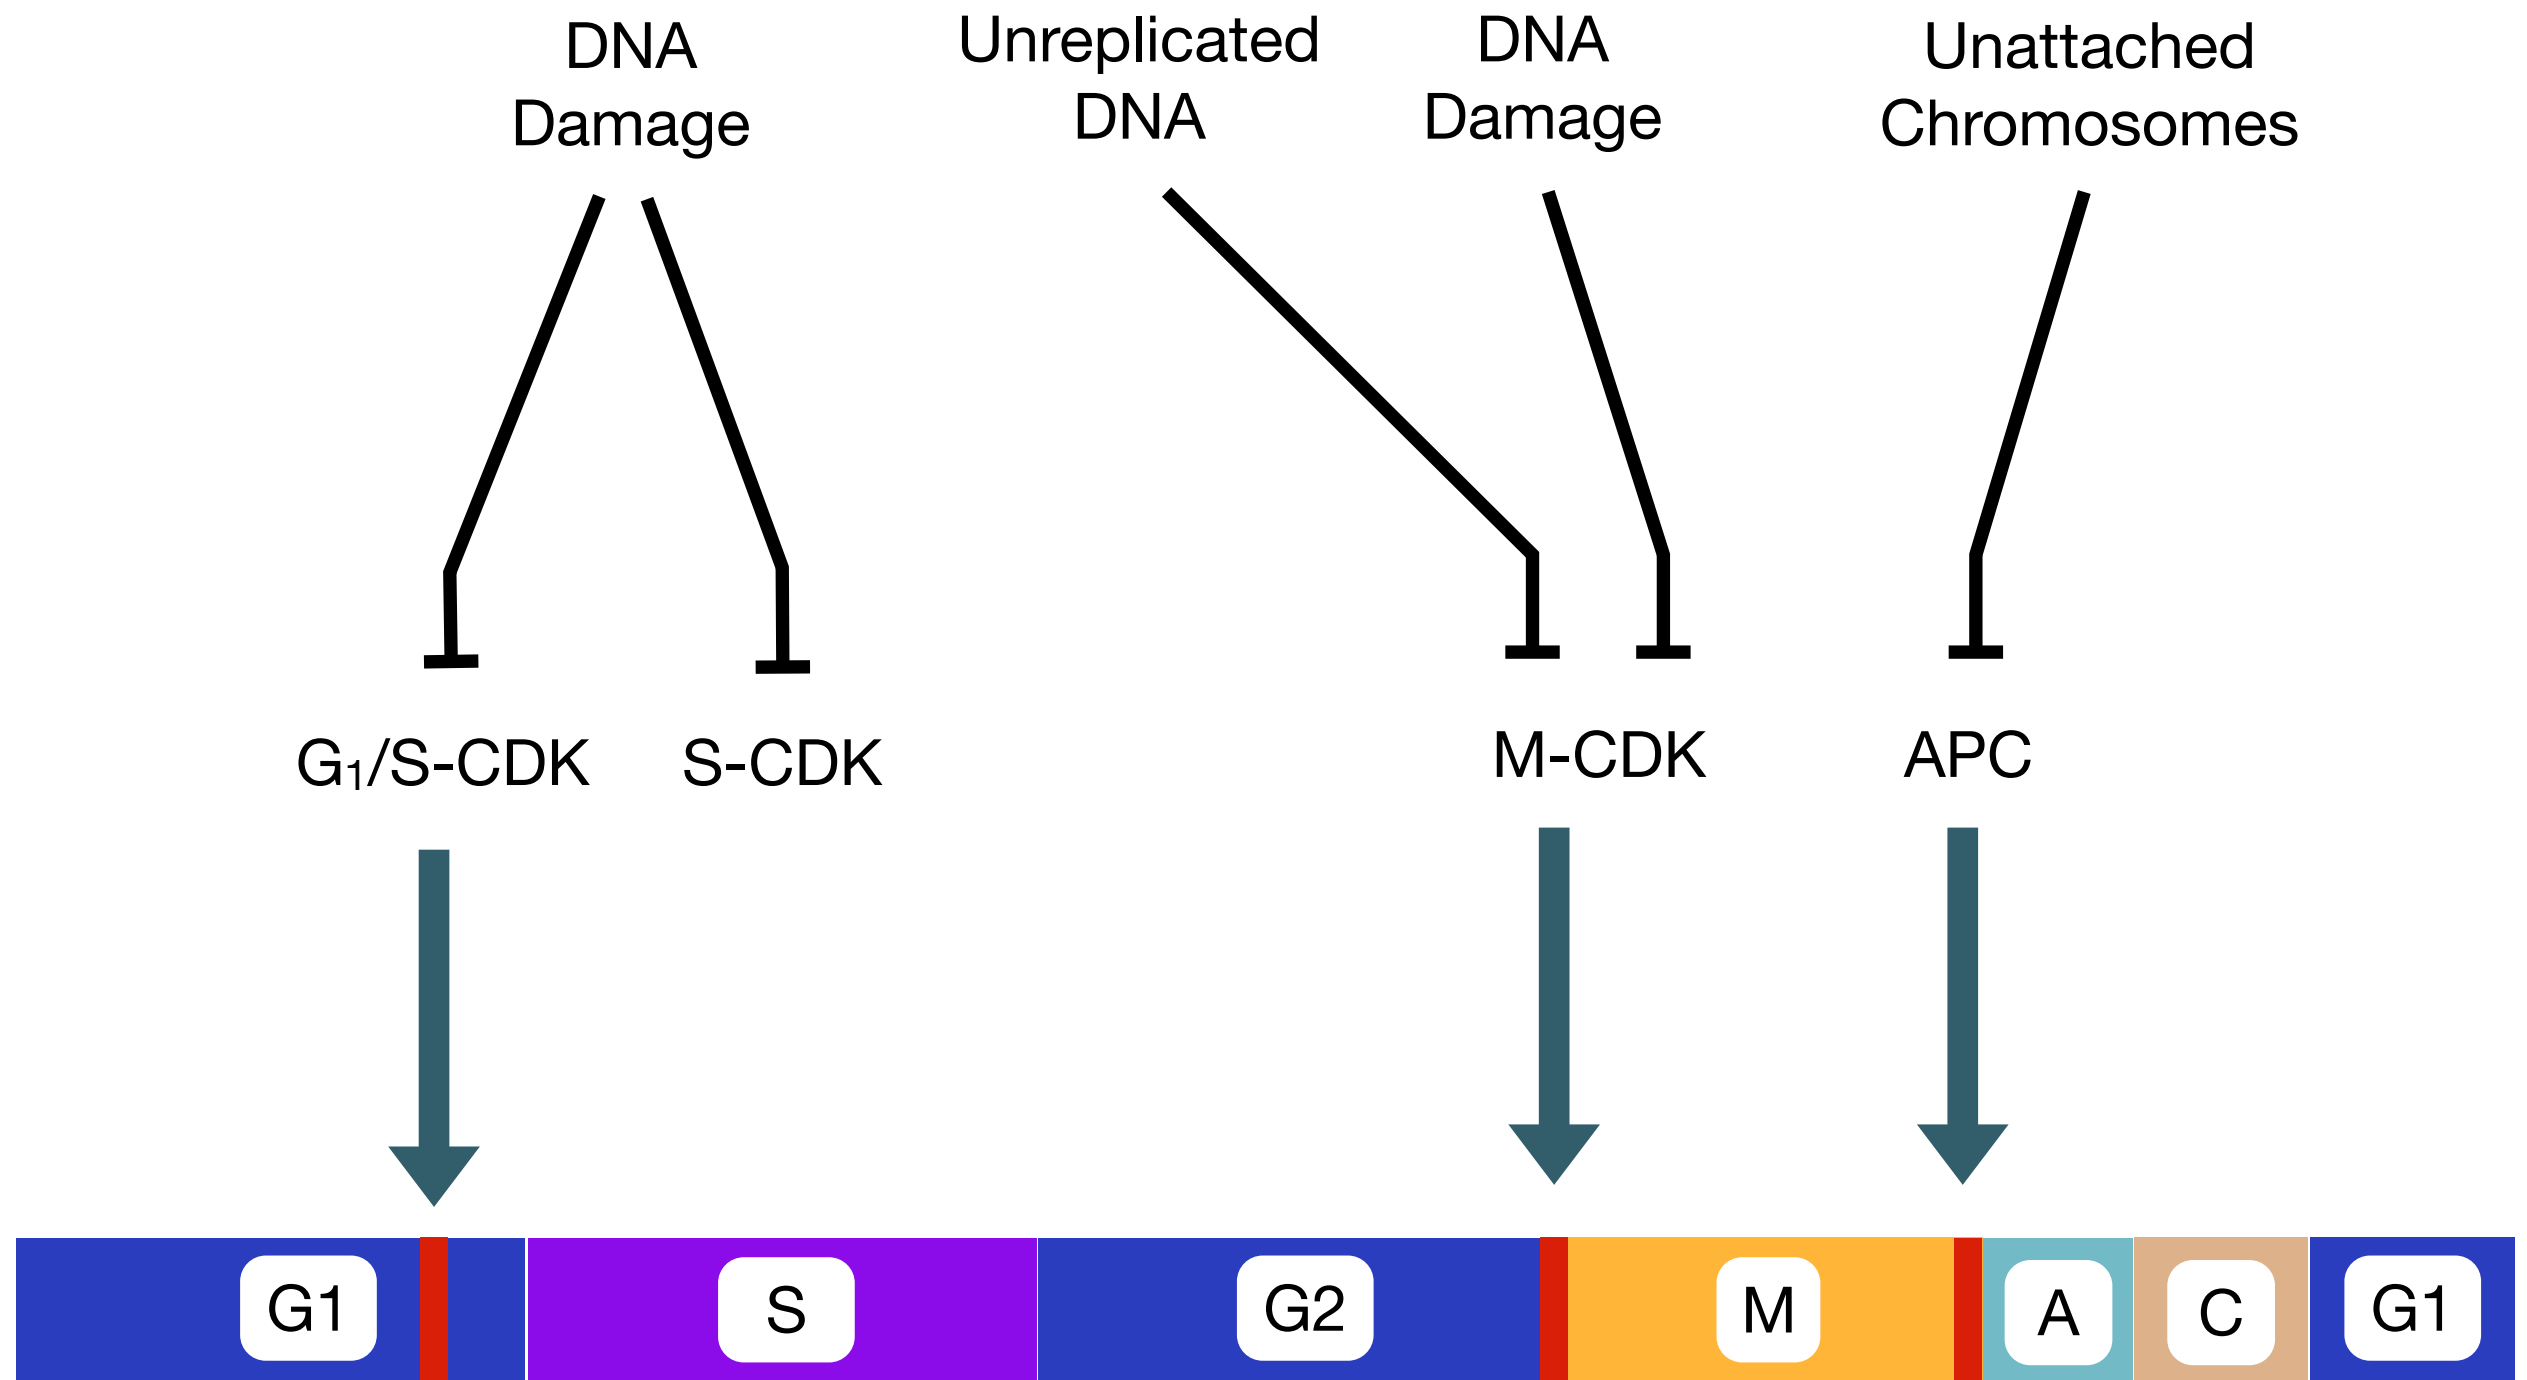 DNA
Damage
Unreplicated
DNA
DNA
Damage
Unattached
Chromosomes
G₁/S-CDK
S-CDK
M-CDK
APC
G1
S
G2
M
A
C
G1